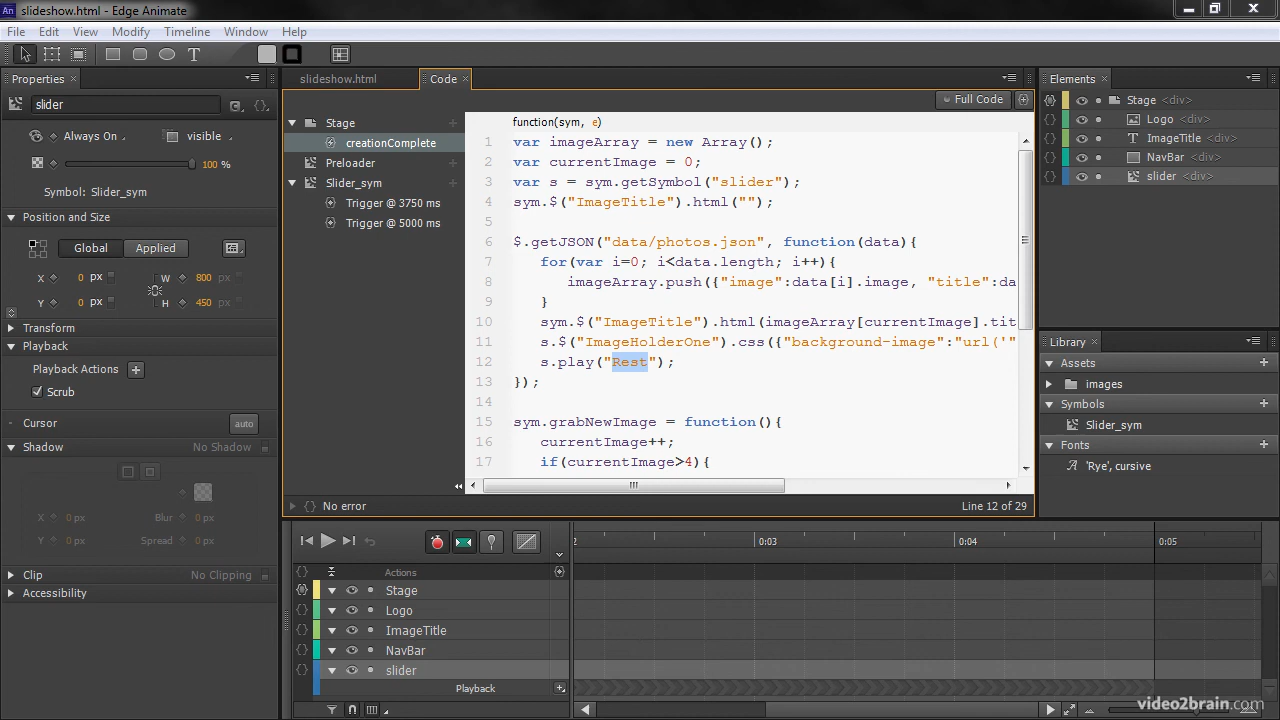 An slideshow.html - Edge Animate
File Edit View Modify Timeline Window Help
T
Properties
slider
Always On visible
100 %
Symbol: Slider_sym
Position and Size
Global Applied
X 0 px W 800 px
Y 0 px H 450 px
Transform
Playback
Playback Actions
Scrub
Cursor auto
Shadow No Shadow
X 0 px Blur 0 px
Y 0 px Spread 0 px
Clip No Clipping
Accessibility
slideshow.html Code
Full Code
Stage
creationComplete
Preloader
Slider_sym
Trigger @ 3750 ms
Trigger @ 5000 ms
function(sym, e)
1 var imageArray = new Array();
2 var currentImage = 0;
3 var s = sym.getSymbol("slider");
4 sym.$("ImageTitle").html("");
5
6 $.getJSON("data/photos.json", function(data){
7 for(var i=0; i<data.length; i++){
8 imageArray.push({"image":data[i].image, "title":da
9 }
10 sym.$("ImageTitle").html(imageArray[currentImage].tit
11 s.$("ImageHolderOne").css({"background-image":"url('"
12 s.play("Rest");
13 });
14
15 sym.grabNewImage = function(){
16 currentImage++;
17 if(currentImage>4){
{} No error
Line 12 of 29
Elements
Stage <div>
Logo <div>
T ImageTitle <div>
NavBar <div>
slider <div>
Library
Assets
images
Symbols
Slider_sym
Fonts
'Rye', cursive
2 0:03 0:04 0:05
Actions
Stage
Logo
ImageTitle
NavBar
slider
Playback
video2brain.com